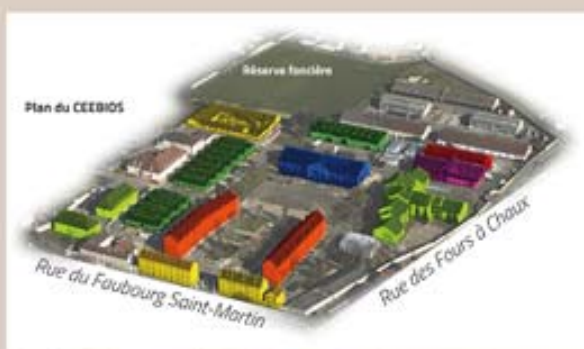 Réserve foncière
Plan du CEEBIOS
Rue du Faubourg Saint-Martin
Rue des Fours à Chaux